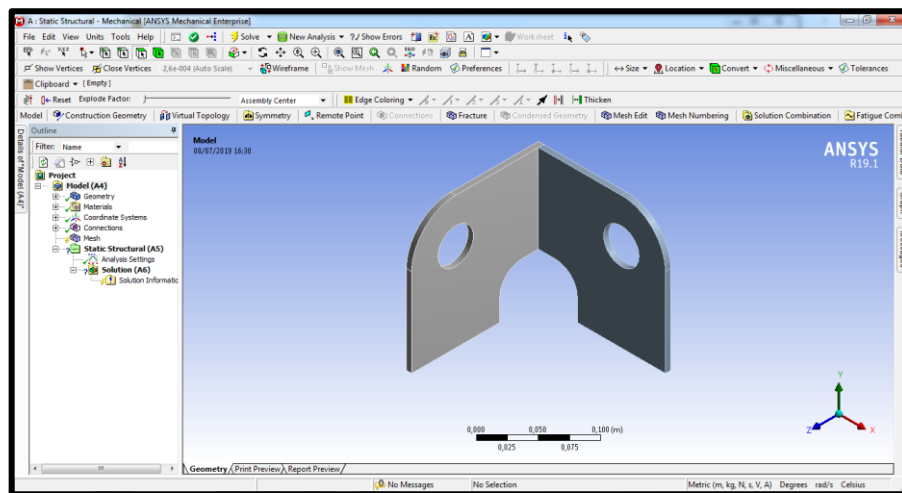 A : Static Structural - Mechanical [ANSYS Mechanical Enterprise]
File Edit View Units Tools Help Solve New Analysis ?/ Show Errors A Worksheet
Show Vertices Close Vertices 2,6e-004 (Auto Scale) Wireframe Show Mesh Random Preferences Size Location Convert Miscellaneous Tolerances
Clipboard [Empty]
Reset Explode Factor: Assembly Center Edge Coloring Thicken
Model Construction Geometry Virtual Topology Symmetry Remote Point Connections Fracture Condensed Geometry Mesh Edit Mesh Numbering Solution Combination Fatigue Com
Outline
Filter: Name
Project
Model (A4)
Geometry
Materials
Coordinate Systems
Connections
Mesh
Static Structural (A5)
Analysis Settings
Solution (A6)
Solution Informatic
Details of "Model (A4)"
Model
08/07/2019 16:30
ANSYS
R19.1
0,000 0,050 0,100 (m)
0,025 0,075
Y
Z X
Geometry Print Preview Report Preview
No Messages No Selection Metric (m, kg, N, s, V, A) Degrees rad/s Celsius